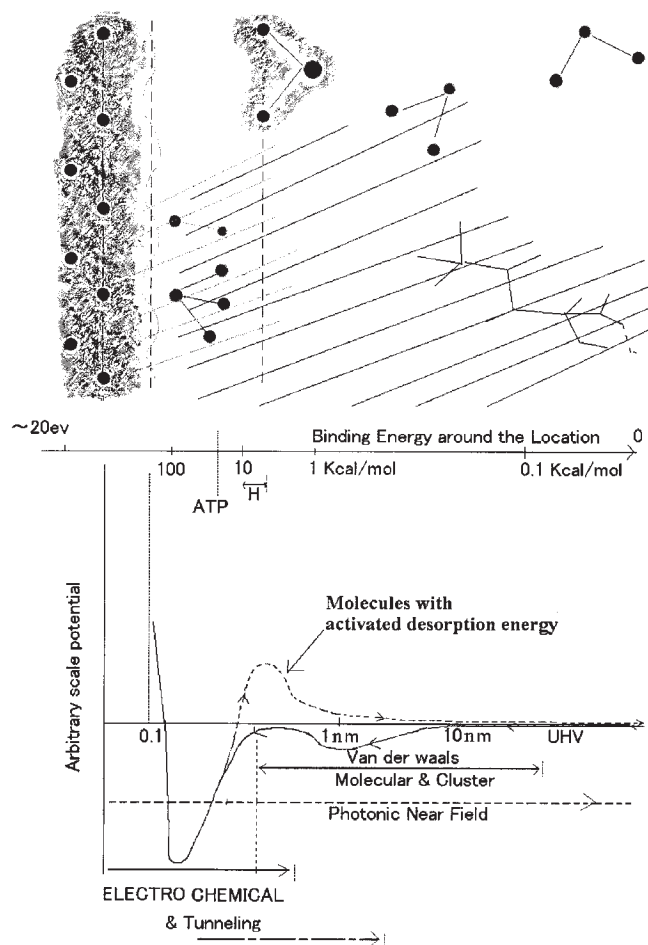 ~20ev
Binding Energy around the Location
0
100
10
1 Kcal/mol
0.1 Kcal/mol
H
ATP
Arbitrary scale potential
Molecules with
activated desorption energy
0.1
1nm
10nm
UHV
Van der waals
Molecular & Cluster
Photonic Near Field
ELECTRO CHEMICAL
& Tunneling